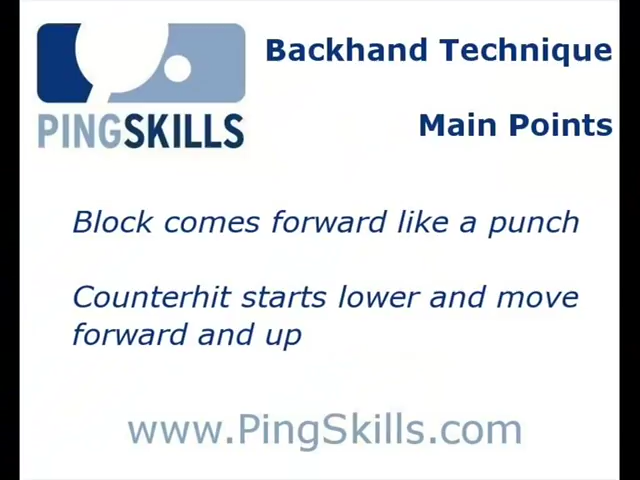 PINGSKILLS
Backhand Technique
Main Points
Block comes forward like a punch
Counterhit starts lower and move
forward and up
www.PingSkills.com